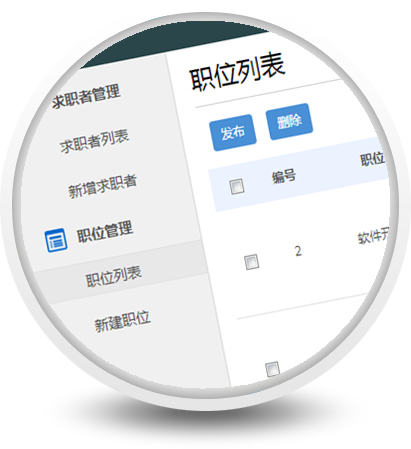 求职者管理
求职者列表
新增求职者
职位管理
职位列表
新建职位
职位列表
发布
删除
编号
职位
2
软件开